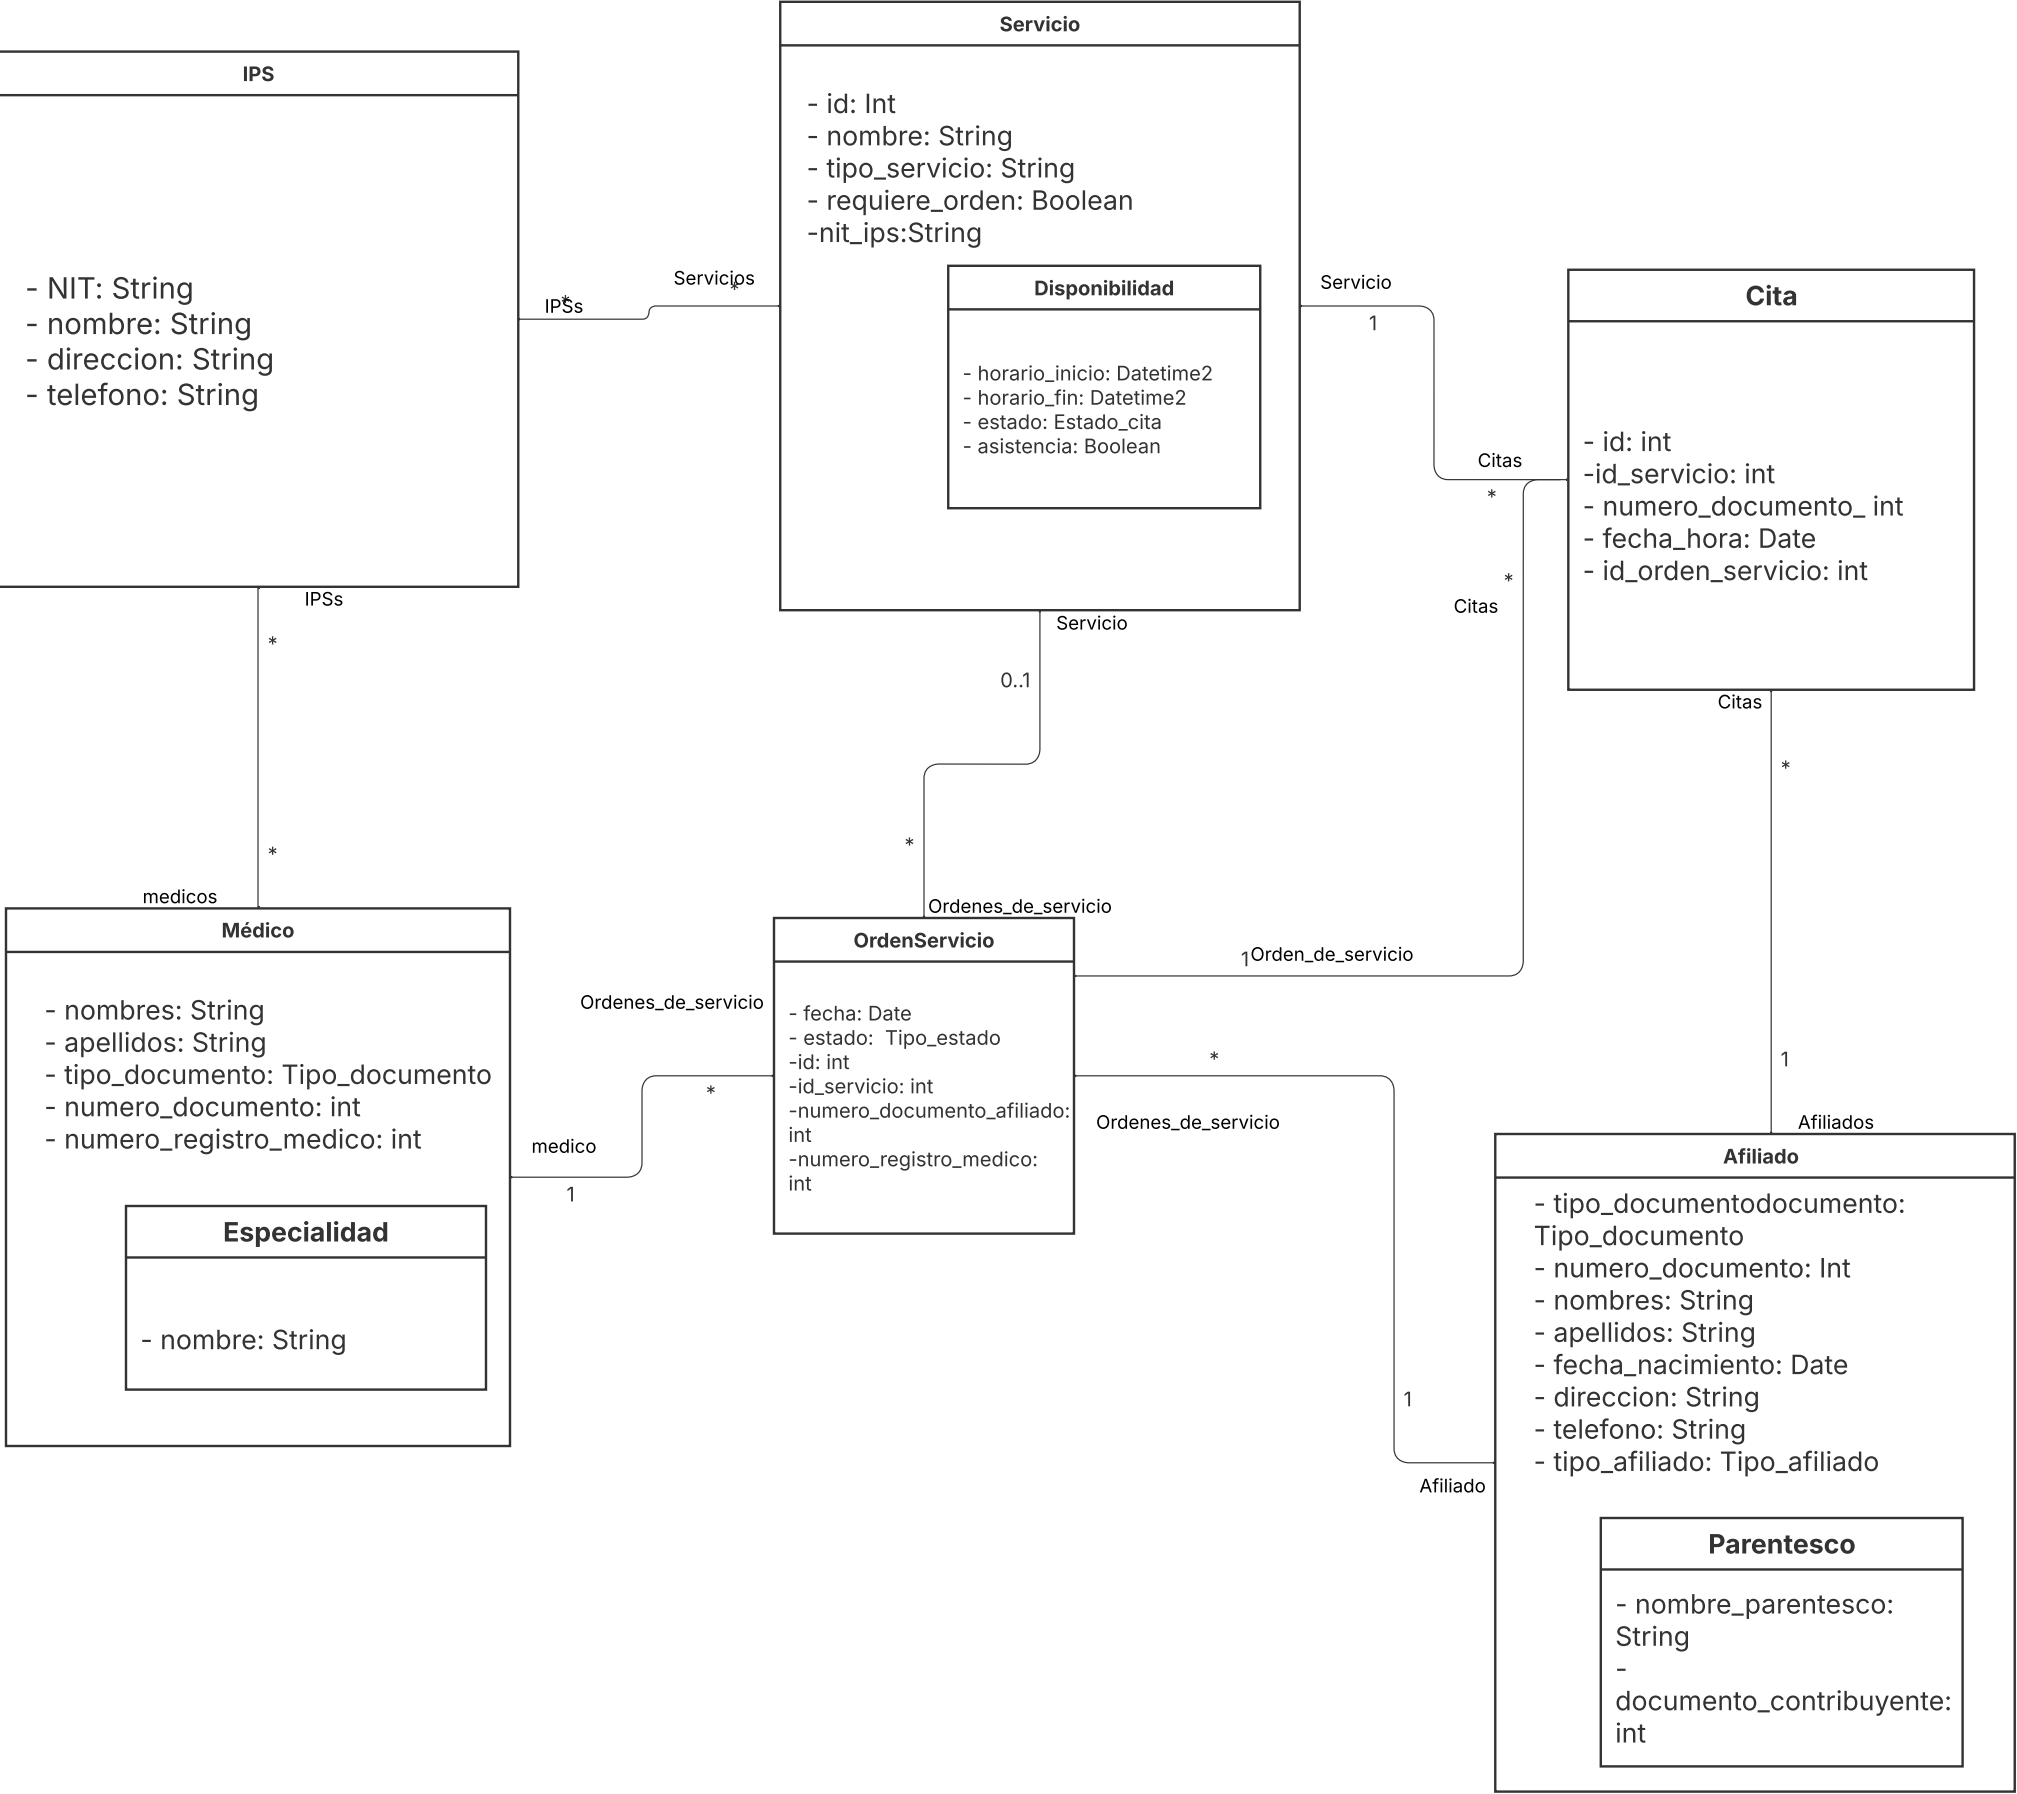 Servicio
- id: Int
- nombre: String
- tipo_servicio: String
- requiere_orden: Boolean
-nit_ips:String
Disponibilidad
- horario_inicio: Datetime2
- horario_fin: Datetime2
- estado: Estado_cita
- asistencia: Boolean
IPS
- NIT: String
- nombre: String
- direccion: String
- telefono: String
Servicios
*
IPSs
*
Servicio
1
Cita
- id: int
-id_servicio: int
- numero_documento_ int
- fecha_hora: Date
- id_orden_servicio: int
Citas
*
*
Citas
IPSs
*
*
medicos
Servicio
0..1
*
Ordenes_de_servicio
Citas
*
1
Afiliados
Médico
- nombres: String
- apellidos: String
- tipo_documento: Tipo_documento
- numero_documento: int
- numero_registro_medico: int
Especialidad
- nombre: String
Ordenes_de_servicio
*
medico
1
OrdenServicio
- fecha: Date
- estado:  Tipo_estado
-id: int
-id_servicio: int
-numero_documento_afiliado:
int
-numero_registro_medico:
int
1
Orden_de_servicio
*
Ordenes_de_servicio
1
Afiliado
Afiliado
- tipo_documentodocumento:
Tipo_documento
- numero_documento: Int
- nombres: String
- apellidos: String
- fecha_nacimiento: Date
- direccion: String
- telefono: String
- tipo_afiliado: Tipo_afiliado
Parentesco
- nombre_parentesco:
String
-
documento_contribuyente:
int